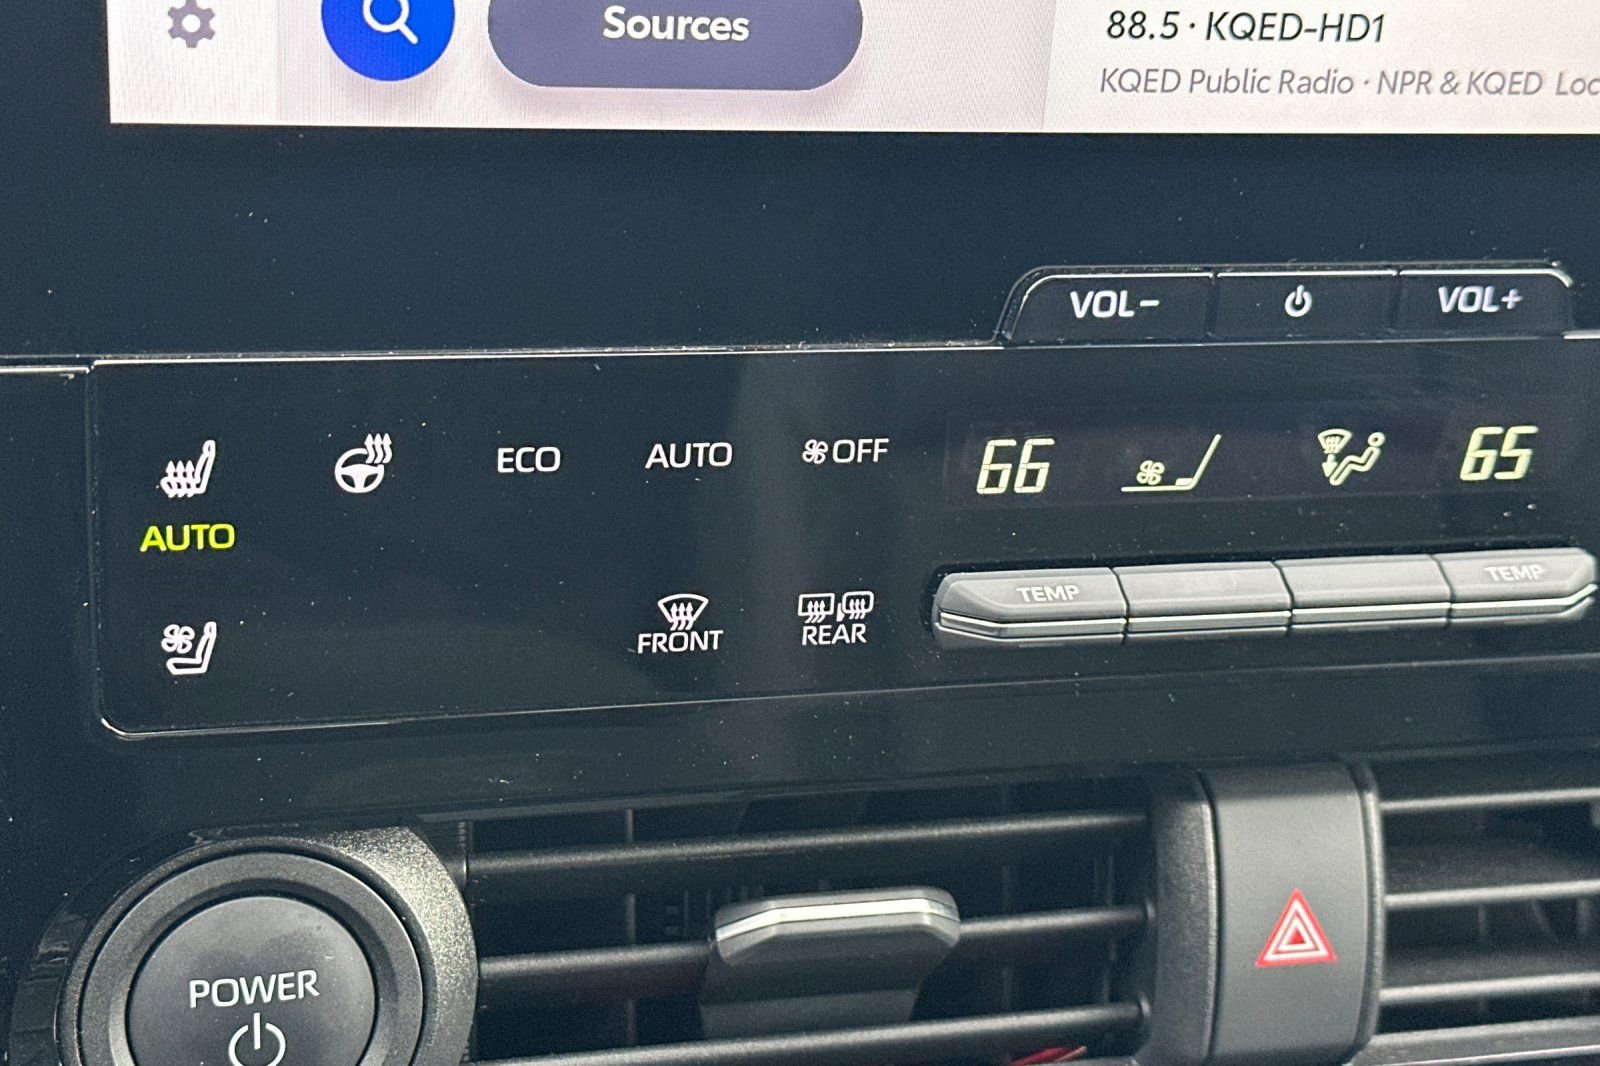 Sources
88.5 · KQED-HD1
KQED Public Radio · NPR & KQED Loc
VOL−
VOL+
ECO
AUTO
OFF
66
65
AUTO
TEMP
TEMP
FRONT
REAR
POWER